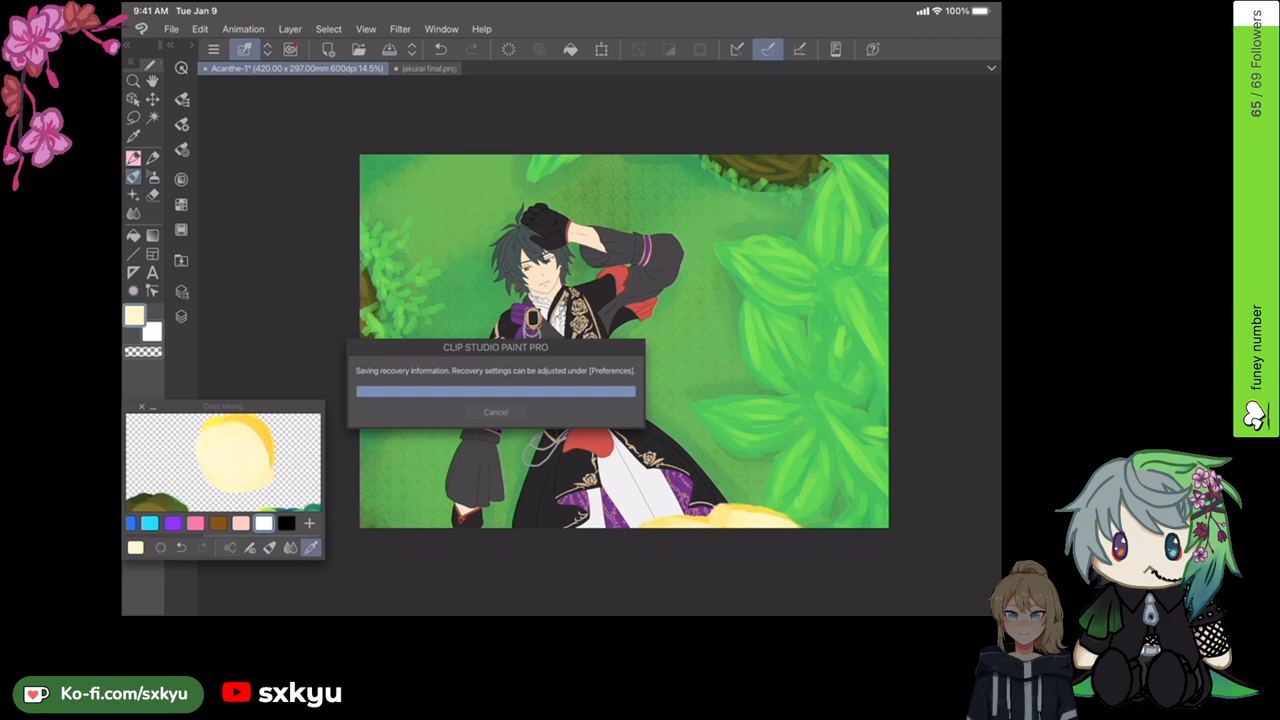 9:41 AM Tue Jan 9
100%
File Edit Animation Layer Select View Filter Window Help
Acanthe-1* (420.00 x 297.00mm 600dpi 14.5%)
jakurai final.png
CLIP STUDIO PAINT PRO
Saving recovery information. Recovery settings can be adjusted under [Preferences].
Cancel
Color Mixing
65 / 69 Followers
funey number
Ko-fi.com/sxkyu
sxkyu